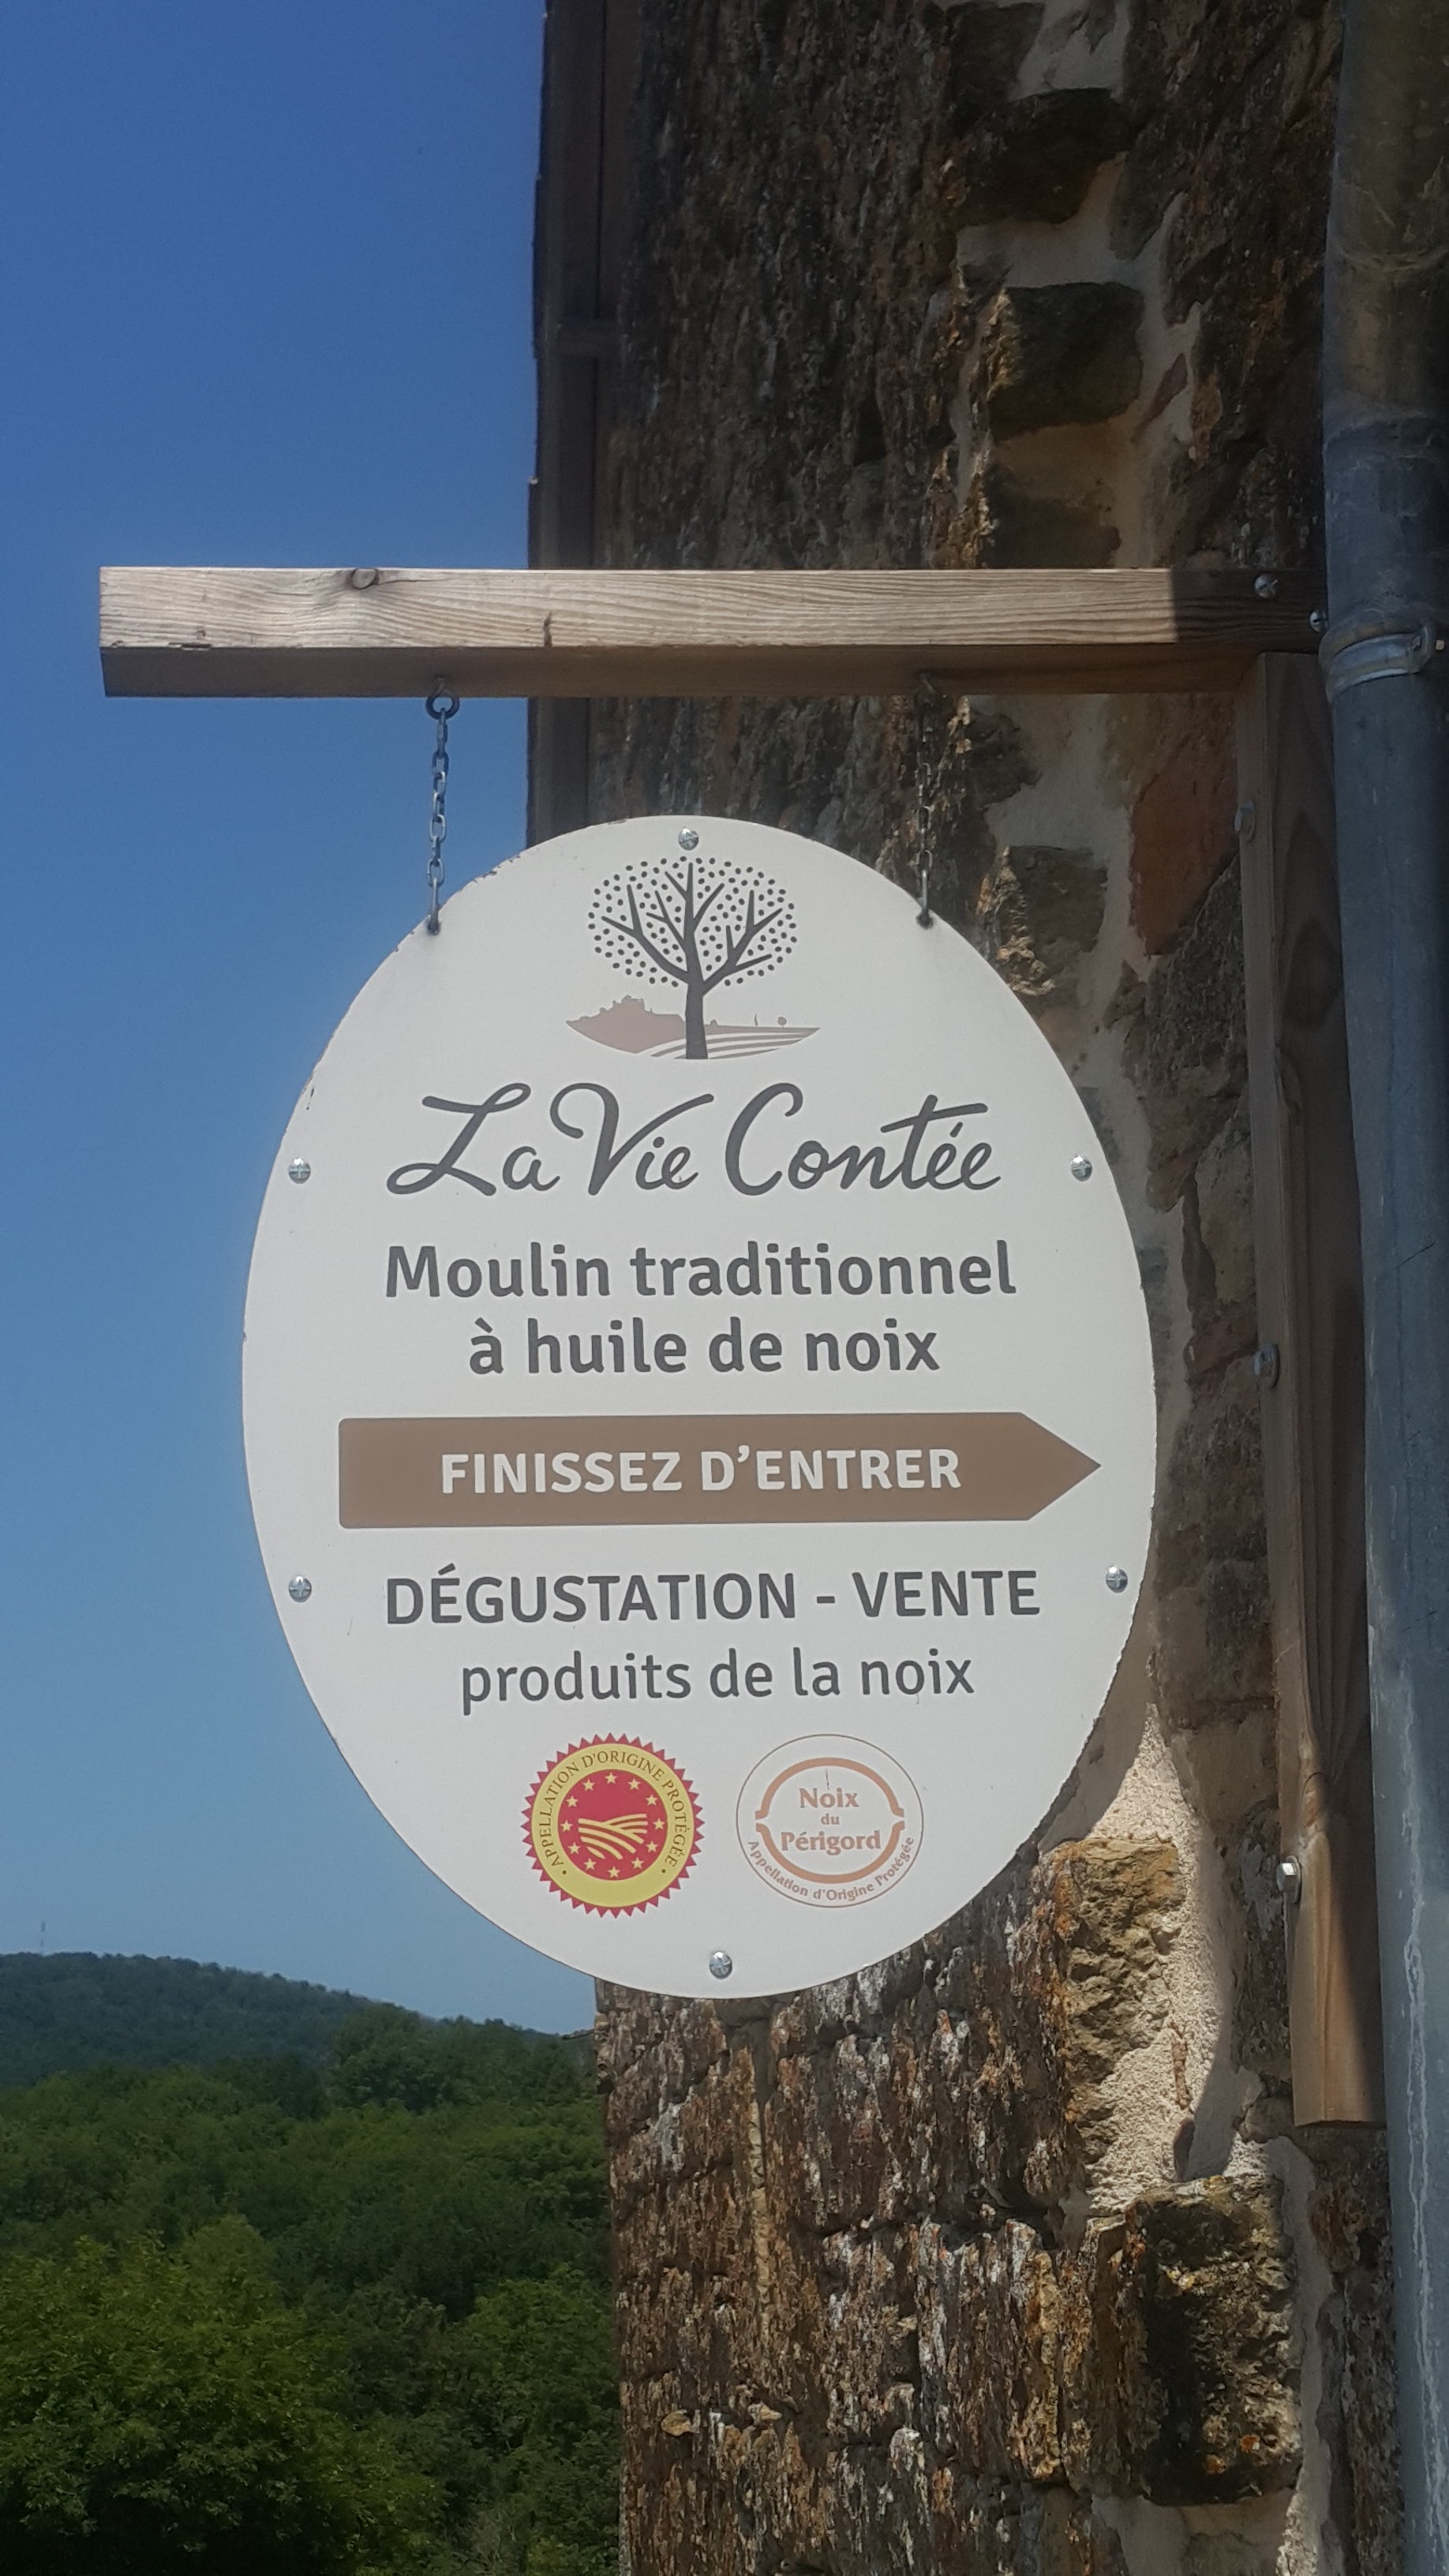 La Vie Contée
Moulin traditionnel
à huile de noix
FINISSEZ D'ENTRER
DÉGUSTATION - VENTE
produits de la noix
• APPELLATION D'ORIGINE PROTÉGÉE •
Noix
du
Périgord
Appellation d'Origine Protégée